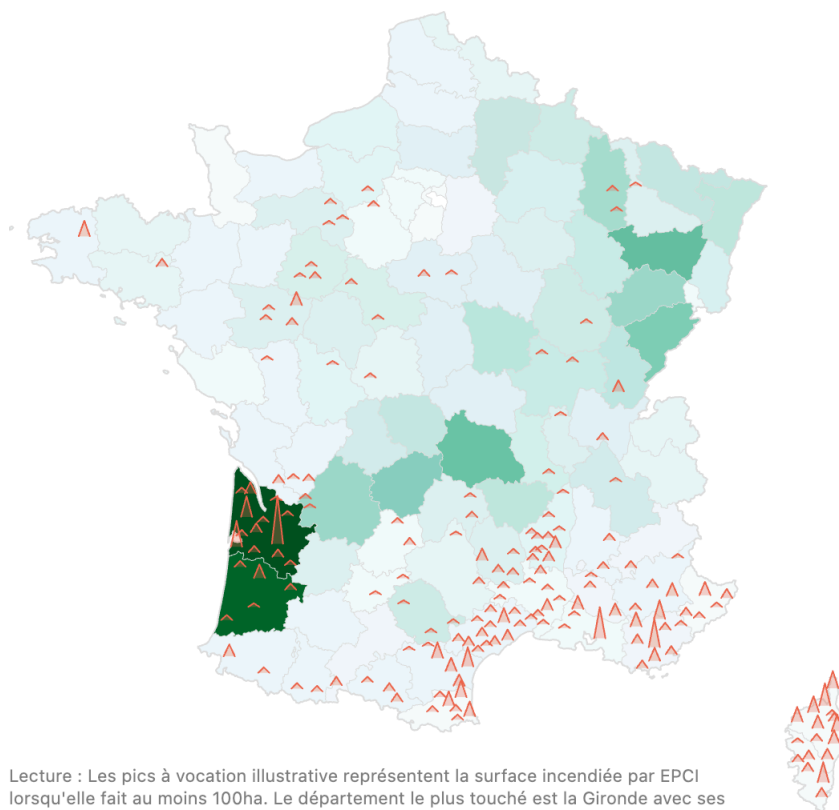 Lecture : Les pics à vocation illustrative représentent la surface incendiée par EPCI
lorsqu'elle fait au moins 100ha. Le département le plus touché est la Gironde avec ses